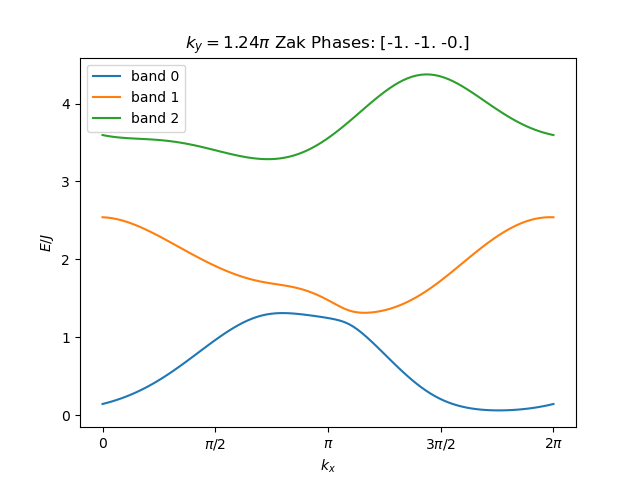 k_y = 1.24π Zak Phases: [-1. -1. -0.]
band 0
band 1
band 2
4
3
2
1
0
E/J
0 π/2 π 3π/2 2π
k_x